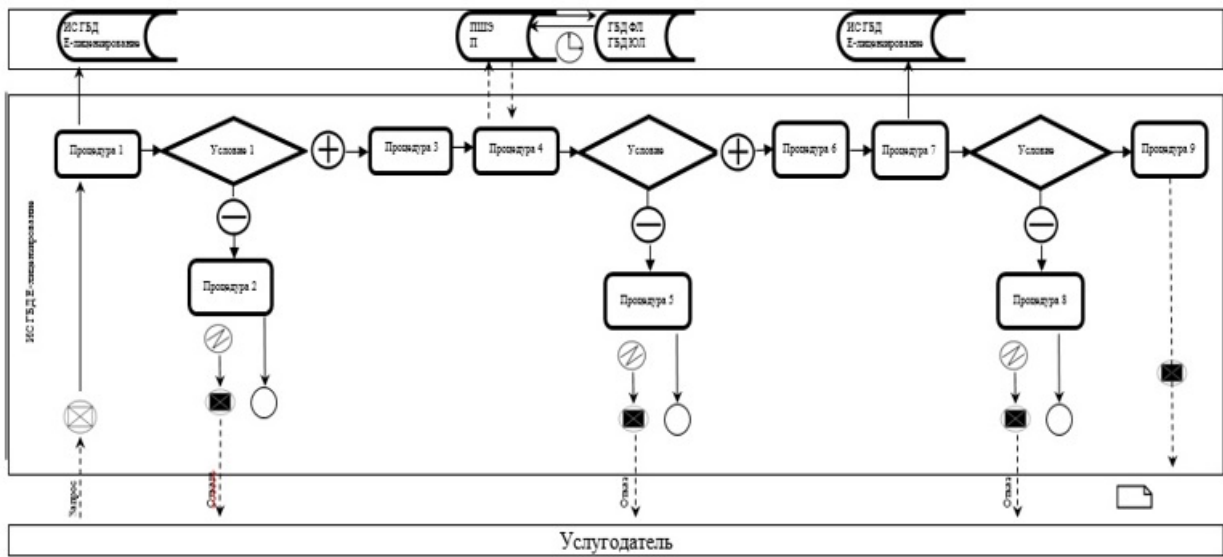 ИС ГБД
Е-лицензирование
ПШЭ
П
ГБД ФЛ
ГБД ЮЛ
ИС ГБД
Е-лицензирование
ИС ГБД Е-лицензирование
Процедура 1
Условие 1
Процедура 3
Процедура 4
Условие
Процедура 6
Процедура 7
Условие
Процедура 9
Процедура 2
Процедура 5
Процедура 8
Запрос
Отказ
Отказ
Услугодатель